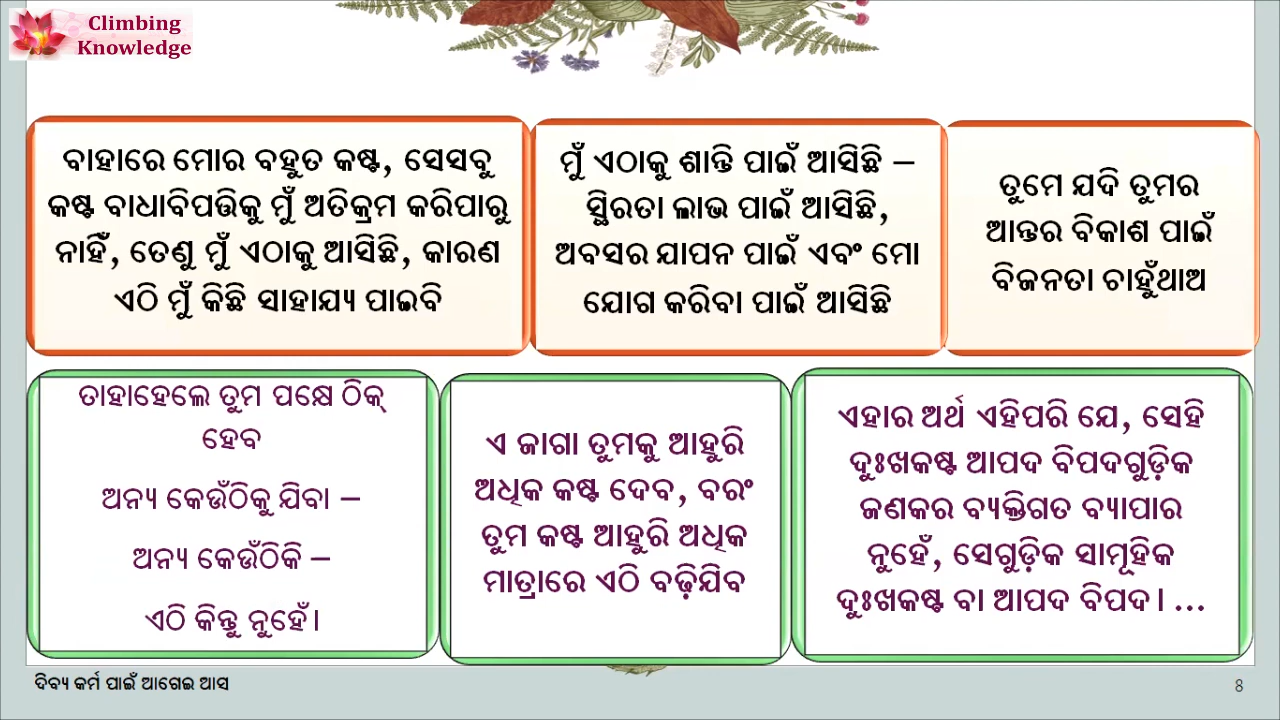 Climbing
Knowledge
ବାହାରେ ମୋର ବହୁତ କଷ୍ଟ, ସେସବୁ
କଷ୍ଟ ବାଧାବିପତ୍ତିକୁ ମୁଁ ଅତିକ୍ରମ କରିପାରୁ
ନାହିଁ, ତେଣୁ ମୁଁ ଏଠାକୁ ଆସିଛି, କାରଣ
ଏଠି ମୁଁ କିଛି ସାହାଯ୍ୟ ପାଇବି
ମୁଁ ଏଠାକୁ ଶାନ୍ତି ପାଇଁ ଆସିଛି –
ସ୍ଥିରତା ଲାଭ ପାଇଁ ଆସିଛି,
ଅବସର ଯାପନ ପାଇଁ ଏବଂ ମୋ
ଯୋଗ କରିବା ପାଇଁ ଆସିଛି
ତୁମେ ଯଦି ତୁମର
ଆନ୍ତର ବିକାଶ ପାଇଁ
ବିଜନତା ଚାହୁଁଥାଅ
ତାହାହେଲେ ତୁମ ପକ୍ଷେ ଠିକ୍
ହେବ
ଅନ୍ୟ କେଉଁଠିକୁ ଯିବା –
ଅନ୍ୟ କେଉଁଠିକି –
ଏଠି କିନ୍ତୁ ନୁହେଁ।
ଏ ଜାଗା ତୁମକୁ ଆହୁରି
ଅଧିକ କଷ୍ଟ ଦେବ, ବରଂ
ତୁମ କଷ୍ଟ ଆହୁରି ଅଧିକ
ମାତ୍ରାରେ ଏଠି ବଢ଼ିଯିବ
ଏହାର ଅର୍ଥ ଏହିପରି ଯେ, ସେହି
ଦୁଃଖକଷ୍ଟ ଆପଦ ବିପଦଗୁଡ଼ିକ
ଜଣକର ବ୍ୟକ୍ତିଗତ ବ୍ୟାପାର
ନୁହେଁ, ସେଗୁଡ଼ିକ ସାମୂହିକ
ଦୁଃଖକଷ୍ଟ ବା ଆପଦ ବିପଦ। ...
ଦିବ୍ୟ କର୍ମ ପାଇଁ ଆଗେଇ ଆସ
8